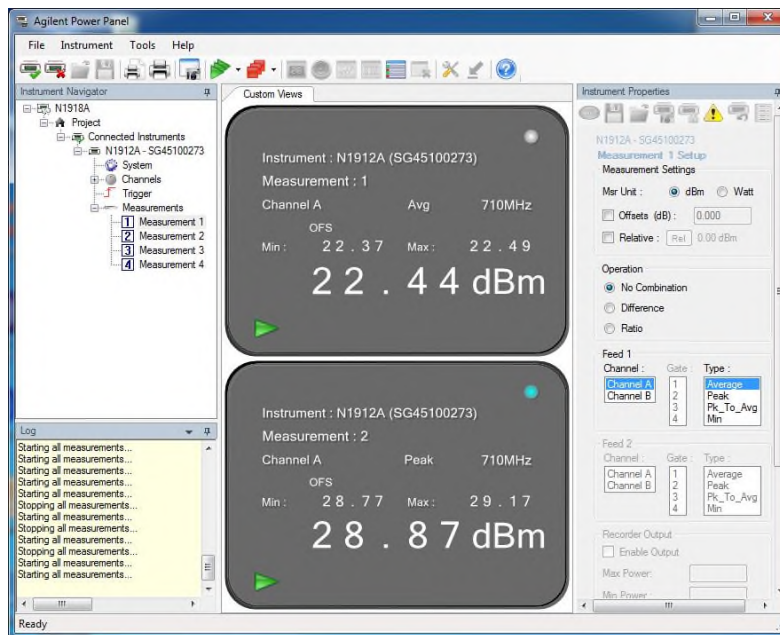 Agilent Power Panel
File Instrument Tools Help
Instrument Navigator
N1918A
Project
Connected Instruments
N1912A - SG45100273
System
Channels
Trigger
Measurements
1 Measurement 1
2 Measurement 2
3 Measurement 3
4 Measurement 4
Log
Starting all measurements...
Starting all measurements...
Starting all measurements...
Starting all measurements...
Starting all measurements...
Stopping all measurements...
Starting all measurements...
Stopping all measurements...
Starting all measurements...
Stopping all measurements...
Starting all measurements...
Starting all measurements...
Ready
Custom Views
Instrument : N1912A (SG45100273)
Measurement : 1
Channel A Avg 710MHz
OFS
Min : 22.37 Max : 22.49
22.44 dBm
Instrument : N1912A (SG45100273)
Measurement : 2
Channel A Peak 710MHz
OFS
Min : 28.77 Max : 29.17
28.87 dBm
Instrument Properties
N1912A - SG45100273
Measurement 1 Setup
Measurement Settings
Msr Unit : dBm Watt
Offsets (dB) : 0.000
Relative : Rel 0.00 dBm
Operation
No Combination
Difference
Ratio
Feed 1
Channel : Gate : Type :
Channel A 1 Average
Channel B 2 Peak
3 Pk_To_Avg
4 Min
Feed 2
Channel : Gate : Type :
Channel A 1 Average
Channel B 2 Peak
3 Pk_To_Avg
4 Min
Recorder Output
Enable Output
Max Power:
Min Power: